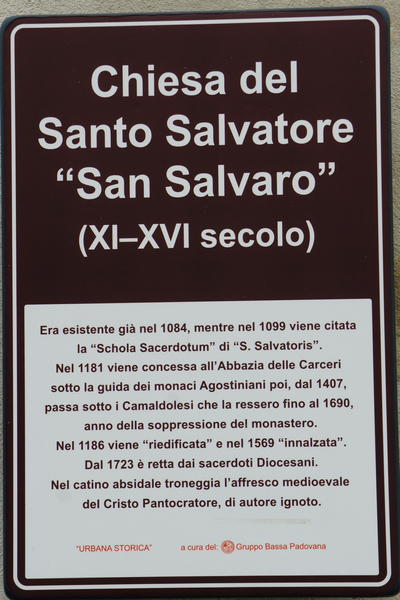 Chiesa del
Santo Salvatore
“San Salvaro”
(XI–XVI secolo)
Era esistente già nel 1084, mentre nel 1099 viene citata
la “Schola Sacerdotum” di “S. Salvatoris”.
Nel 1181 viene concessa all’Abbazia delle Carceri
sotto la guida dei monaci Agostiniani poi, dal 1407,
passa sotto i Camaldolesi che la ressero fino al 1690,
anno della soppressione del monastero.
Nel 1186 viene “riedificata” e nel 1569 “innalzata”.
Dal 1723 è retta dai sacerdoti Diocesani.
Nel catino absidale troneggia l’affresco medioevale
del Cristo Pantocratore, di autore ignoto.
"URBANA STORICA" a cura del: Gruppo Bassa Padovana